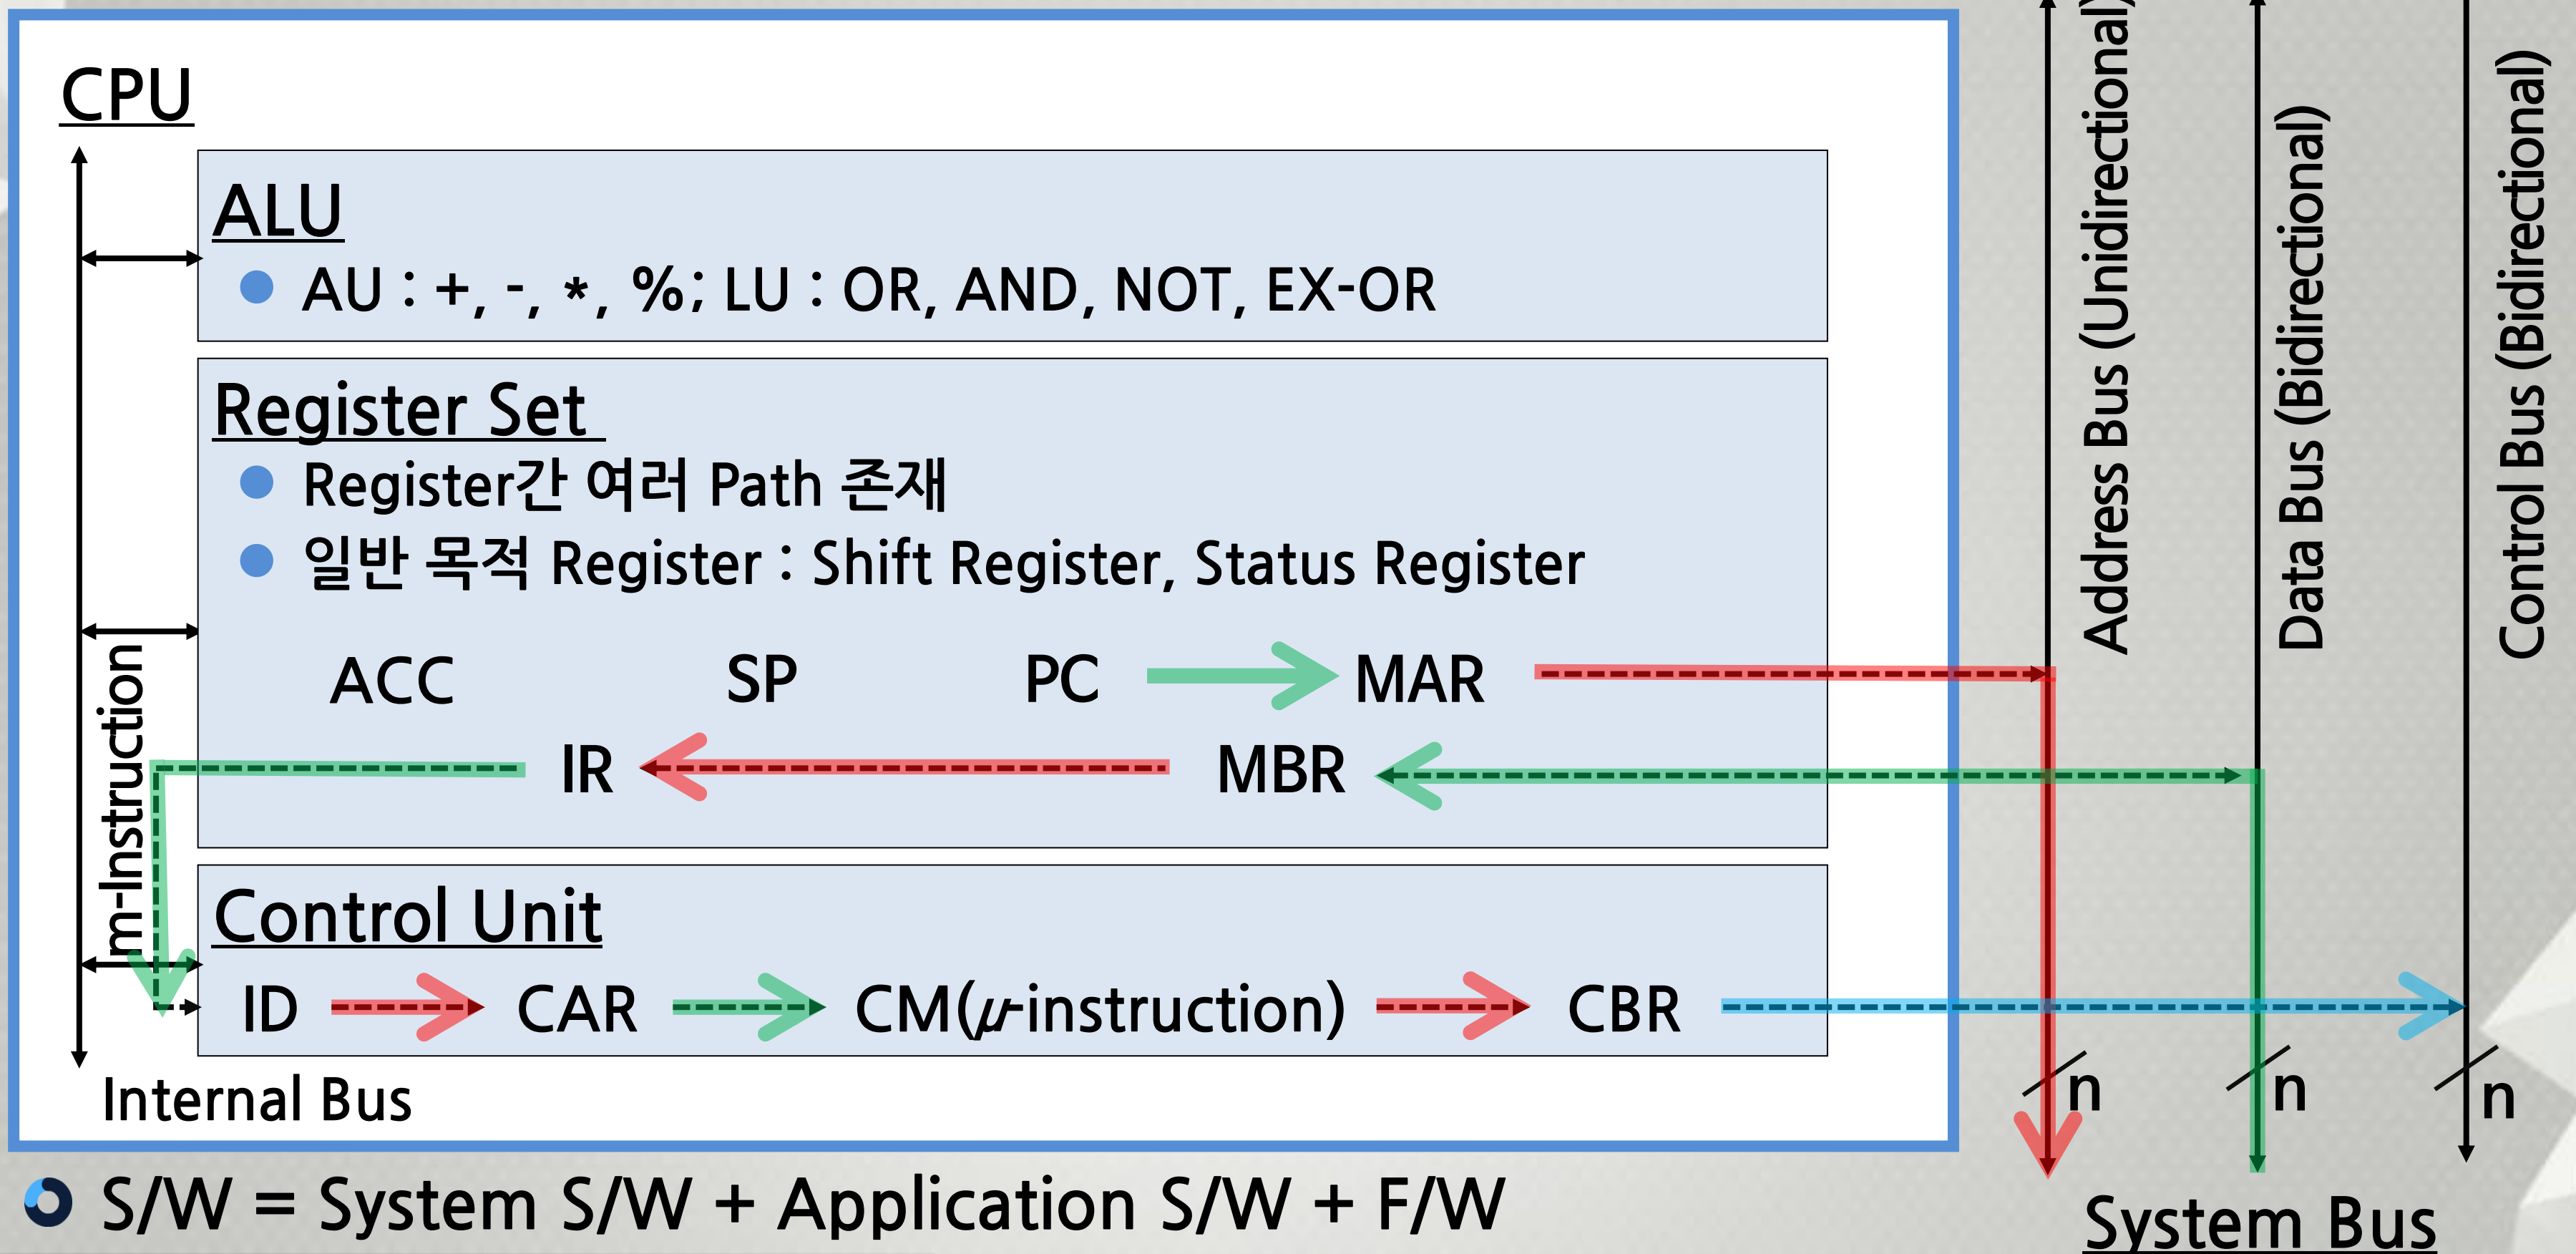 CPU
ALU
AU : +, -, *, %; LU : OR, AND, NOT, EX-OR
Register Set
Register간 여러 Path 존재
일반 목적 Register : Shift Register, Status Register
ACC SP PC MAR
IR MBR
m-Instruction
Control Unit
ID CAR CM(𝜇-instruction) CBR
Internal Bus
Address Bus (Unidirectional)
Data Bus (Bidirectional)
Control Bus (Bidirectional)
n n n
S/W = System S/W + Application S/W + F/W
System Bus